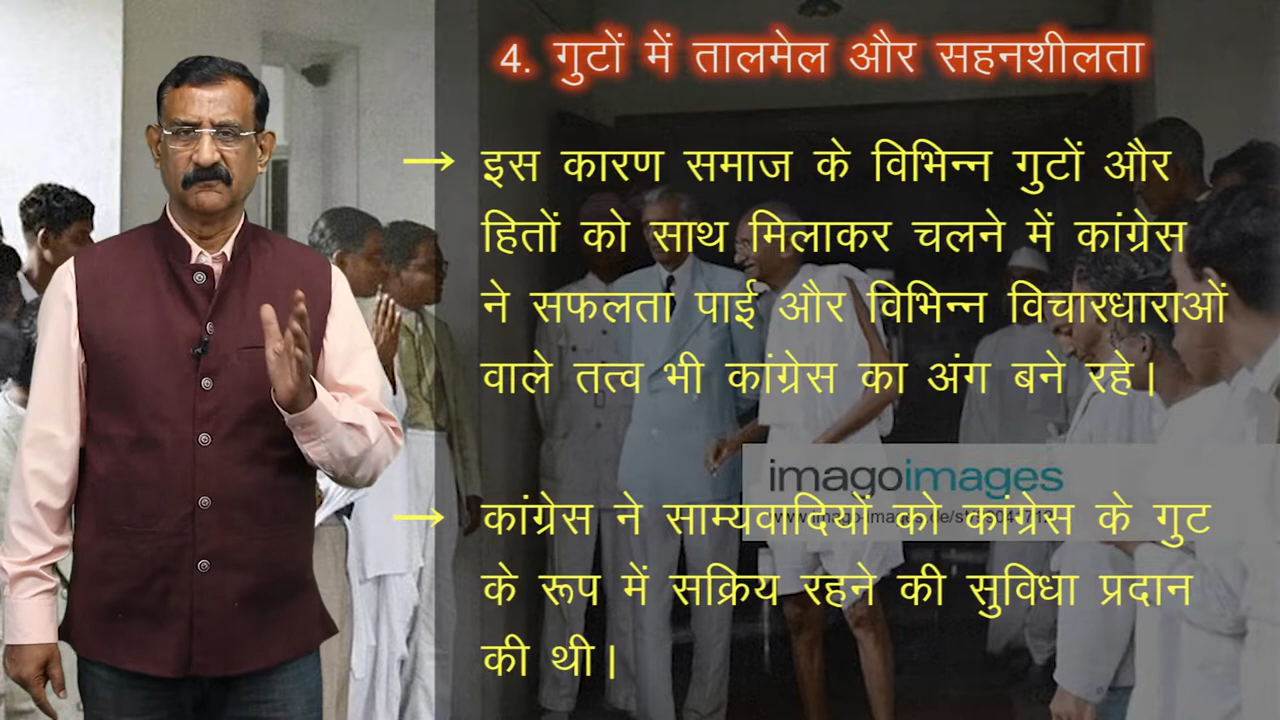 4. गुटों में तालमेल और सहनशीलता
→ इस कारण समाज के विभिन्न गुटों और
हितों को साथ मिलाकर चलने में कांग्रेस
ने सफलता पाई और विभिन्न विचारधाराओं
वाले तत्व भी कांग्रेस का अंग बने रहे।
imagoimages
→ कांग्रेस ने साम्यवादियों को कांग्रेस के गुट
के रूप में सक्रिय रहने की सुविधा प्रदान
की थी।